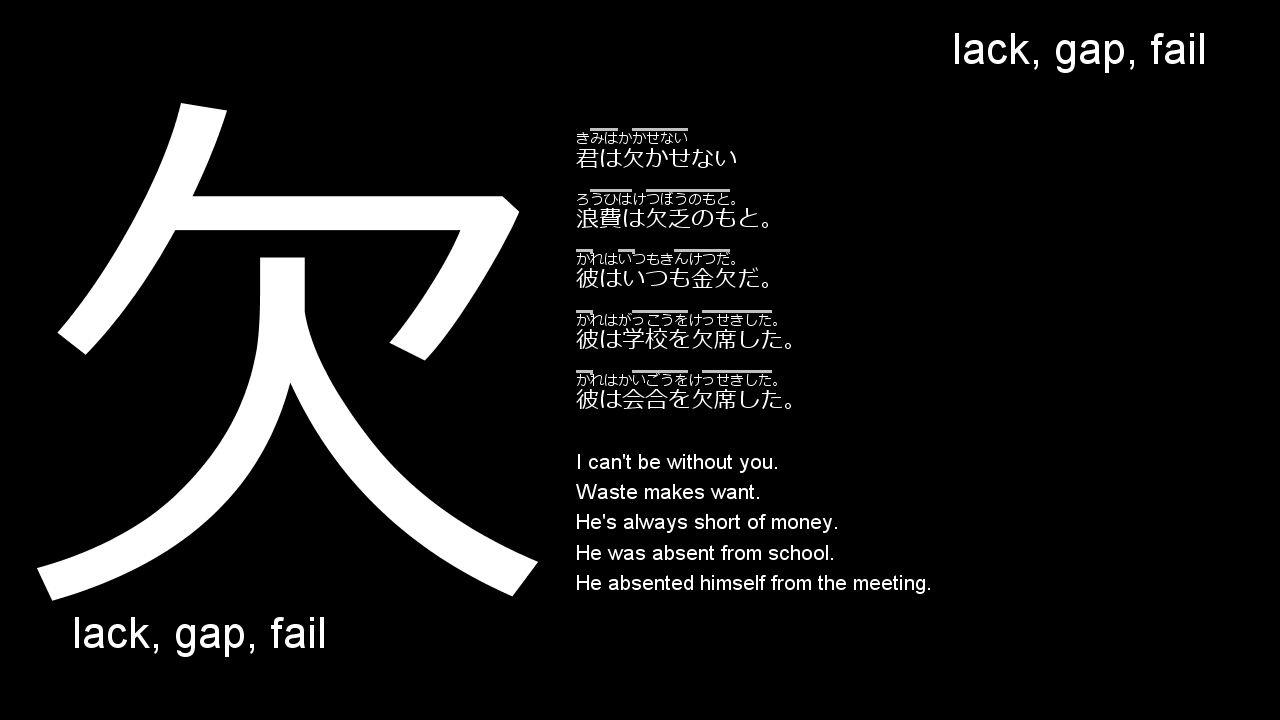 lack, gap, fail
欠
きみはかかせない
君は欠かせない
ろうひはけつぼうのもと。
浪費は欠乏のもと。
かれはいつもきんけつだ。
彼はいつも金欠だ。
かれはがっこうをけっせきした。
彼は学校を欠席した。
かれはかいごうをけっせきした。
彼は会合を欠席した。
I can't be without you.
Waste makes want.
He's always short of money.
He was absent from school.
He absented himself from the meeting.
lack, gap, fail